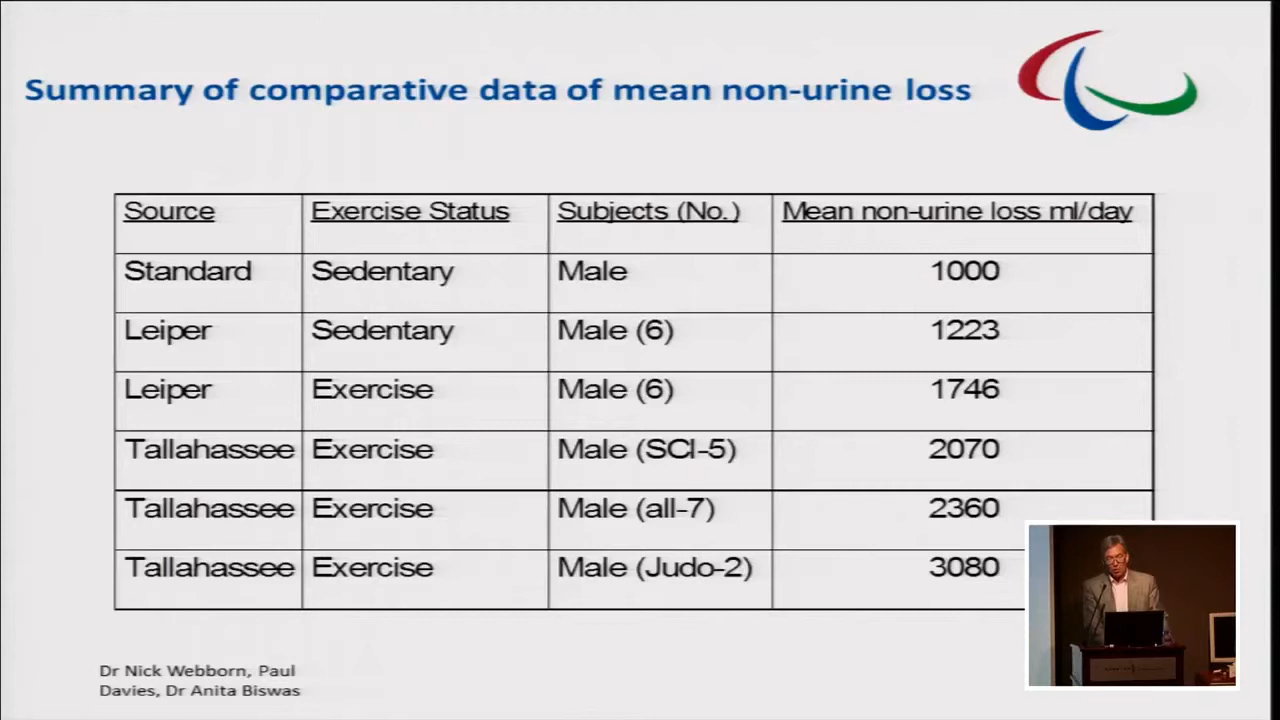 Summary of comparative data of mean non-urine loss
Source Exercise Status Subjects (No.) Mean non-urine loss ml/day
Standard Sedentary Male 1000
Leiper Sedentary Male (6) 1223
Leiper Exercise Male (6) 1746
Tallahassee Exercise Male (SCI-5) 2070
Tallahassee Exercise Male (all-7) 2360
Tallahassee Exercise Male (Judo-2) 3080
Dr Nick Webborn, Paul
Davies, Dr Anita Biswas